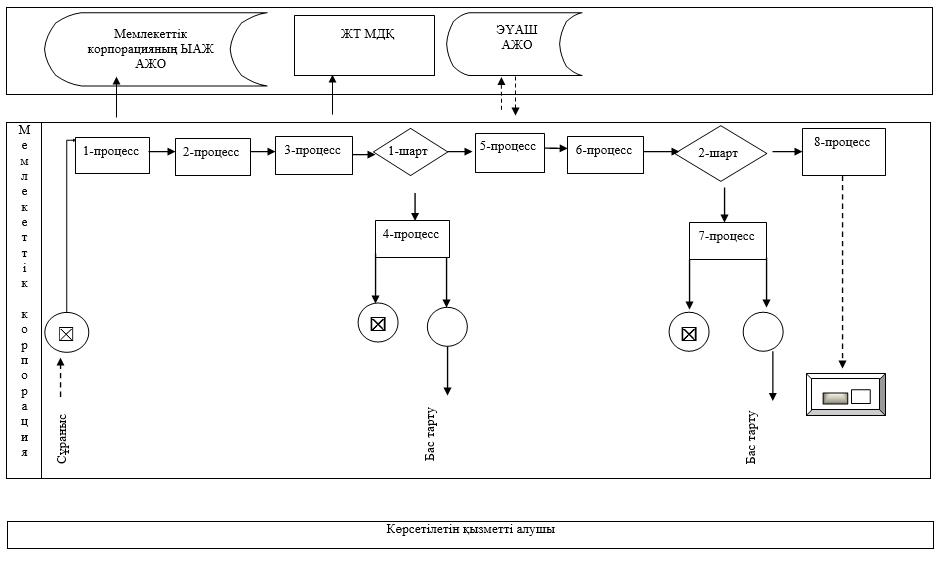 Мемлекеттік
корпорацияның ЫАЖ
АЖО
ЖТ МДҚ
ЭҮАШ
АЖО
Мемлекеттік корпорация
1-процесс
2-процесс
3-процесс
1-шарт
5-процесс
6-процесс
2-шарт
8-процесс
4-процесс
7-процесс
Сұраныс
Бас тарту
Бас тарту
Көрсетілетін қызметті алушы